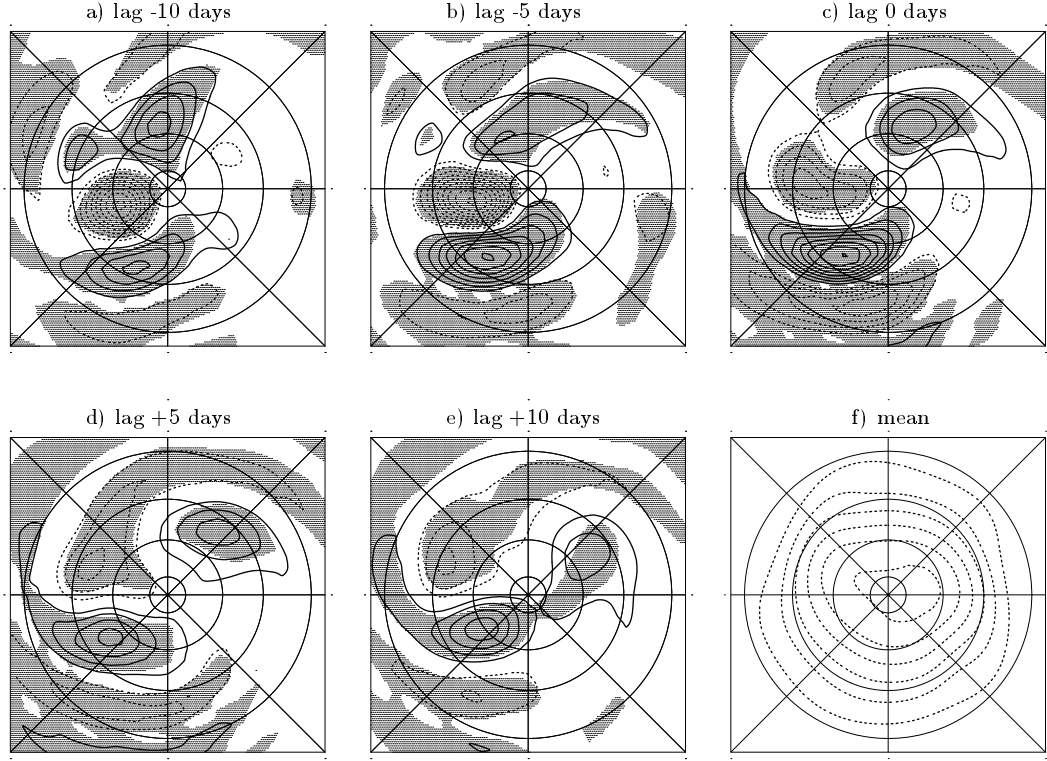 a) lag -10 days
b) lag -5 days
c) lag 0 days
d) lag +5 days
e) lag +10 days
f) mean